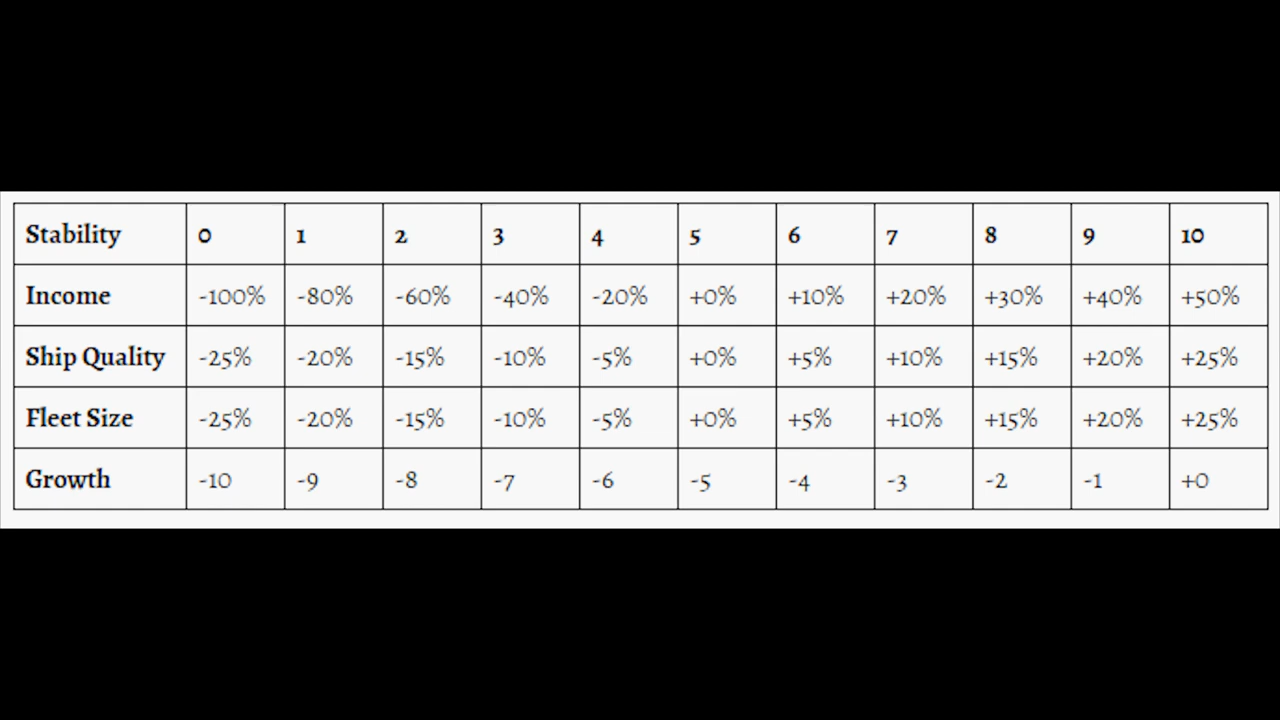 Stability 0 1 2 3 4 5 6 7 8 9 10
Income -100% -80% -60% -40% -20% +0% +10% +20% +30% +40% +50%
Ship Quality -25% -20% -15% -10% -5% +0% +5% +10% +15% +20% +25%
Fleet Size -25% -20% -15% -10% -5% +0% +5% +10% +15% +20% +25%
Growth -10 -9 -8 -7 -6 -5 -4 -3 -2 -1 +0